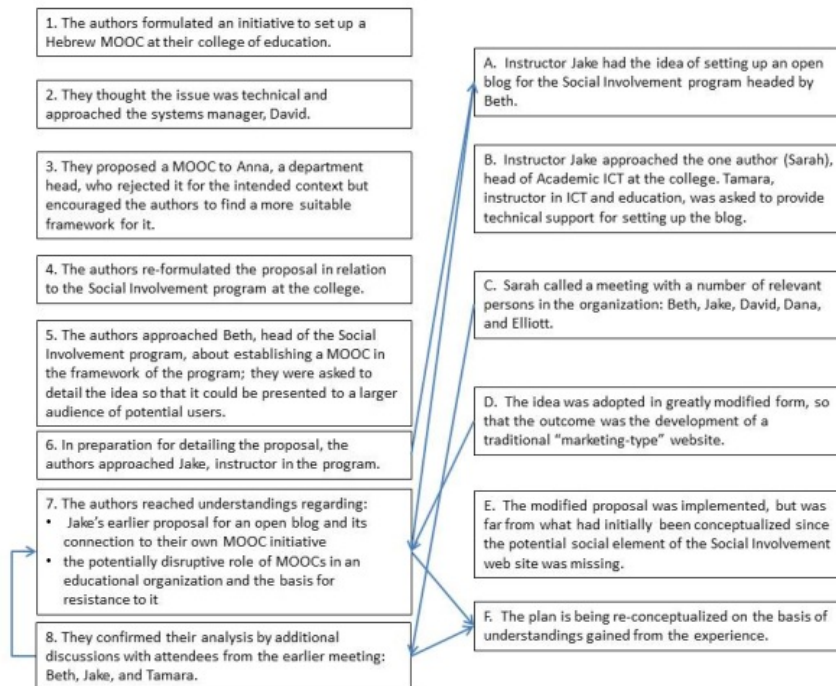 1. The authors formulated an initiative to set up a
Hebrew MOOC at their college of education.
2. They thought the issue was technical and
approached the systems manager, David.
3. They proposed a MOOC to Anna, a department
head, who rejected it for the intended context but
encouraged the authors to find a more suitable
framework for it.
4. The authors re-formulated the proposal in relation
to the Social Involvement program at the college.
5. The authors approached Beth, head of the Social
Involvement program, about establishing a MOOC in
the framework of the program; they were asked to
detail the idea so that it could be presented to a larger
audience of potential users.
6. In preparation for detailing the proposal, the
authors approached Jake, instructor in the program.
7. The authors reached understandings regarding:
• Jake's earlier proposal for an open blog and its
connection to their own MOOC initiative
• the potentially disruptive role of MOOCs in an
educational organization and the basis for
resistance to it
8. They confirmed their analysis by additional
discussions with attendees from the earlier meeting:
Beth, Jake, and Tamara.
A. Instructor Jake had the idea of setting up an open
blog for the Social Involvement program headed by
Beth.
B. Instructor Jake approached the one author (Sarah),
head of Academic ICT at the college. Tamara,
instructor in ICT and education, was asked to provide
technical support for setting up the blog.
C. Sarah called a meeting with a number of relevant
persons in the organization: Beth, Jake, David, Dana,
and Elliott.
D. The idea was adopted in greatly modified form, so
that the outcome was the development of a
traditional "marketing-type" website.
E. The modified proposal was implemented, but was
far from what had initially been conceptualized since
the potential social element of the Social Involvement
web site was missing.
F. The plan is being re-conceptualized on the basis of
understandings gained from the experience.